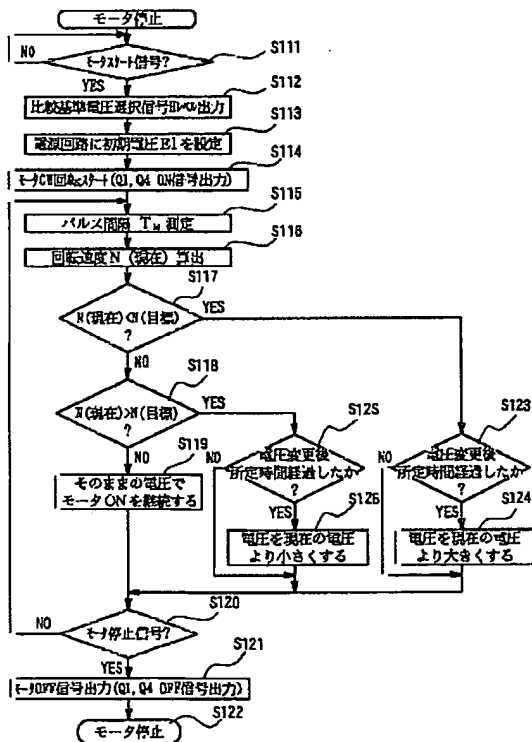 モータ停止
NO
モータスタート信号?
S111
YES
S112
比較基準電圧選択信号 出力
S113
電源回路に初期電圧E1を設定
S114
モータCW回転スタート(Q1,Q4 ON信号出力)
S115
パルス間隔 TM 測定
S116
回転速度N (現在) 算出
S117
N(現在)<N(目標)
?
YES
NO
S118
N(現在)>N(目標)
?
YES
NO
S119
そのままの電圧で
モータONを継続する
S125
電圧変更後
所定時間経過したか
?
NO
YES
S126
電圧を現在の電圧
より小さくする
S123
電圧変更後
所定時間経過したか
?
NO
YES
S124
電圧を現在の電圧
より大きくする
S120
モータ停止信号?
NO
YES
S121
モータOFF信号出力(Q1,Q4 OFF信号出力)
S122
モータ停止